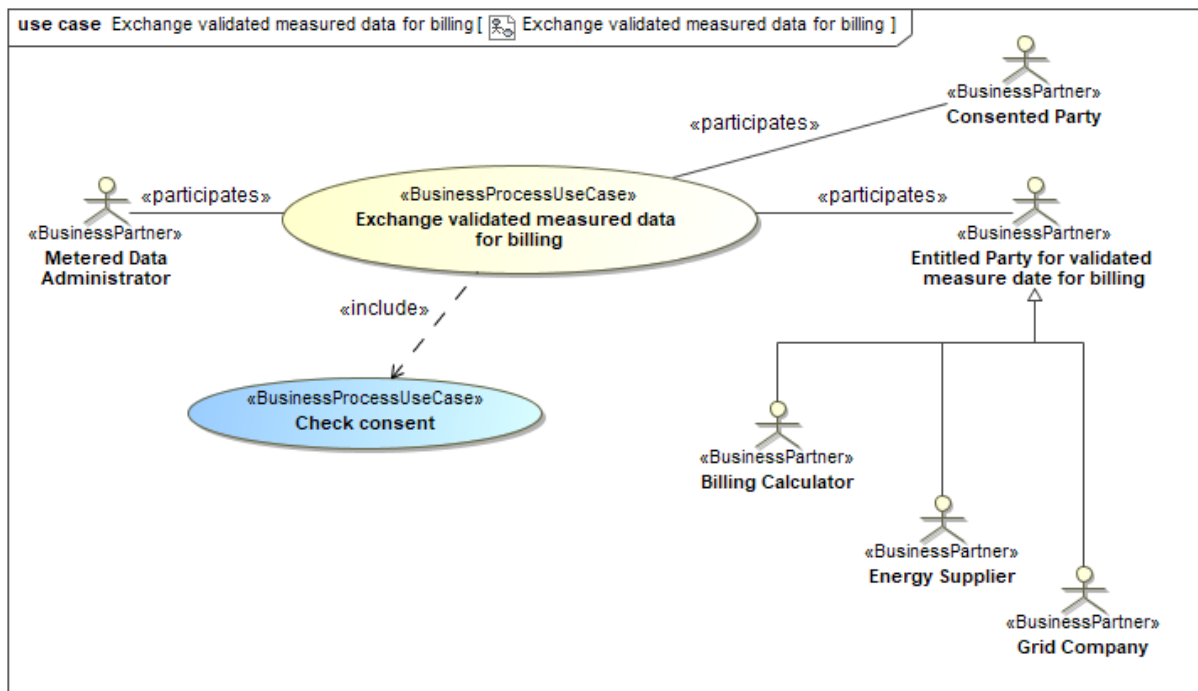 use case Exchange validated measured data for billing [ Exchange validated measured data for billing ]
«BusinessPartner»
Consented Party
«participates»
«participates»
«BusinessProcessUseCase»
Exchange validated measured data
for billing
«participates»
«BusinessPartner»
Metered Data
Administrator
«BusinessPartner»
Entitled Party for validated
measure date for billing
«include»
«BusinessProcessUseCase»
Check consent
«BusinessPartner»
Billing Calculator
«BusinessPartner»
Energy Supplier
«BusinessPartner»
Grid Company